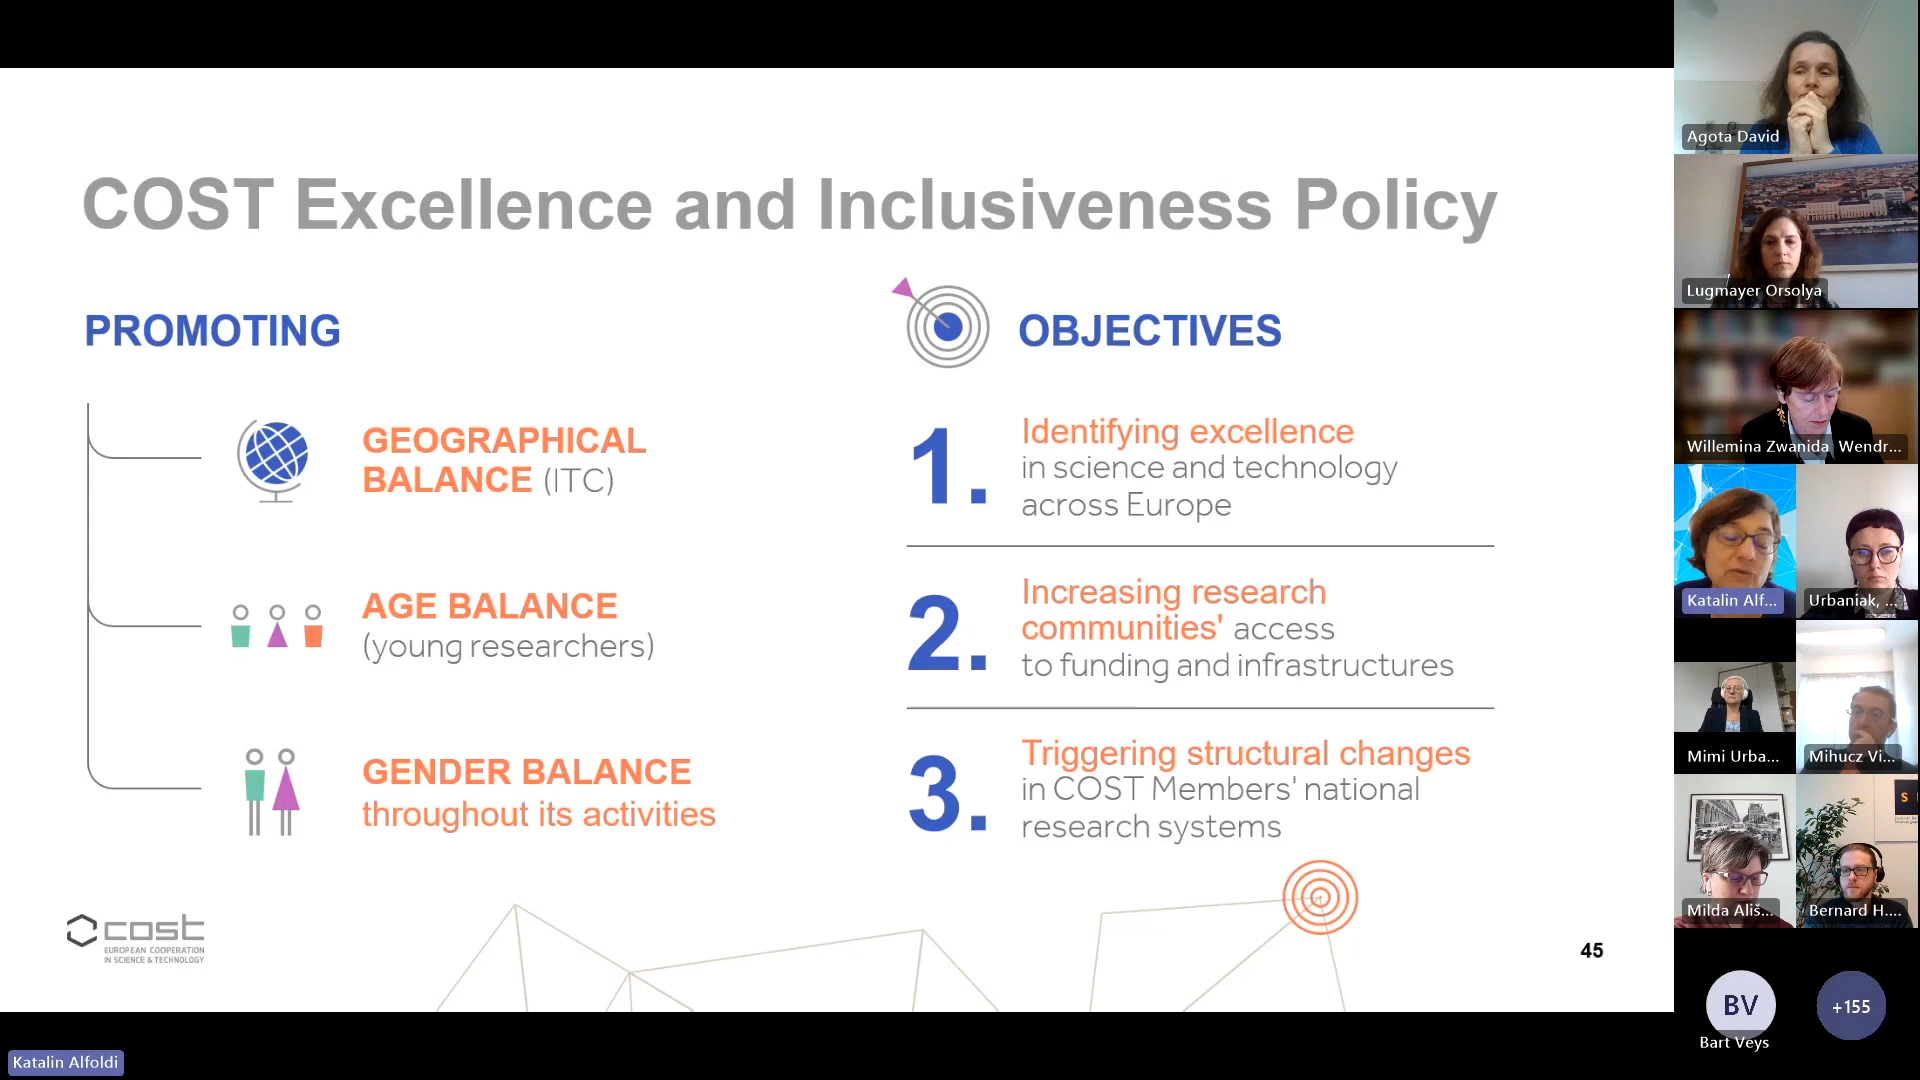 COST Excellence and Inclusiveness Policy
PROMOTING
GEOGRAPHICAL
BALANCE (ITC)
AGE BALANCE
(young researchers)
GENDER BALANCE
throughout its activities
OBJECTIVES
1.
Identifying excellence
in science and technology
across Europe
2.
Increasing research
communities' access
to funding and infrastructures
3.
Triggering structural changes
in COST Members' national
research systems
cost
EUROPEAN COOPERATION
IN SCIENCE & TECHNOLOGY
45
Katalin Alfoldi
Agota David
Lugmayer Orsolya
Willemina Zwanida Wendr...
Katalin Alf...
Urbaniak, ...
Mimi Urba...
Mihucz Vi...
Milda Ališ...
Bernard H....
BV
Bart Veys
+155